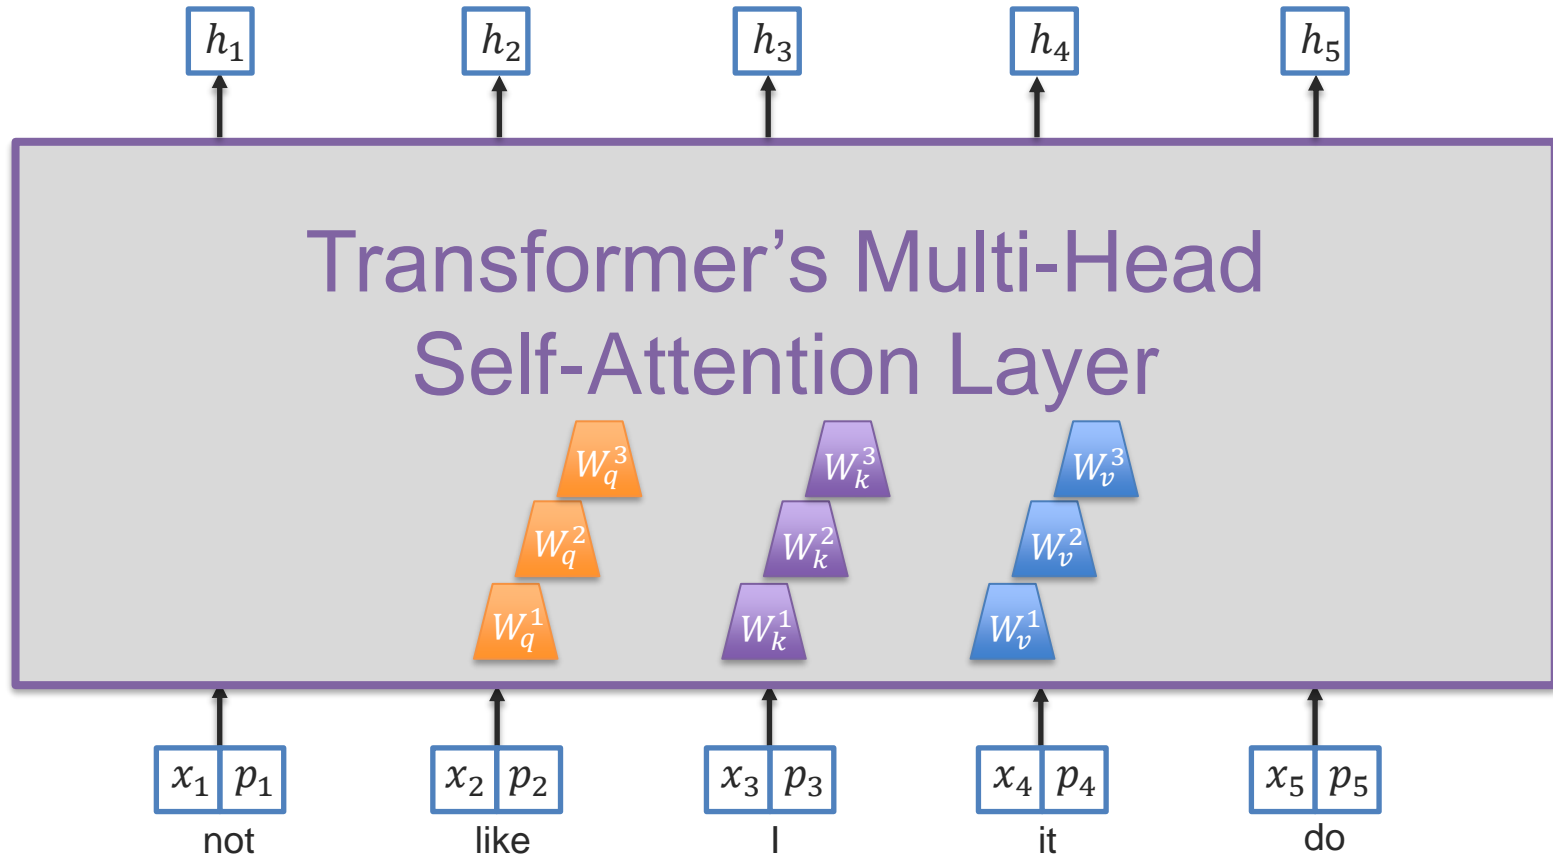 h₁ h₂ h₃ h₄ h₅
Transformer’s Multi-Head
Self-Attention Layer
W_q^3 W_k^3 W_v^3
W_q^2 W_k^2 W_v^2
W_q^1 W_k^1 W_v^1
x₁ p₁ x₂ p₂ x₃ p₃ x₄ p₄ x₅ p₅
not like I it do